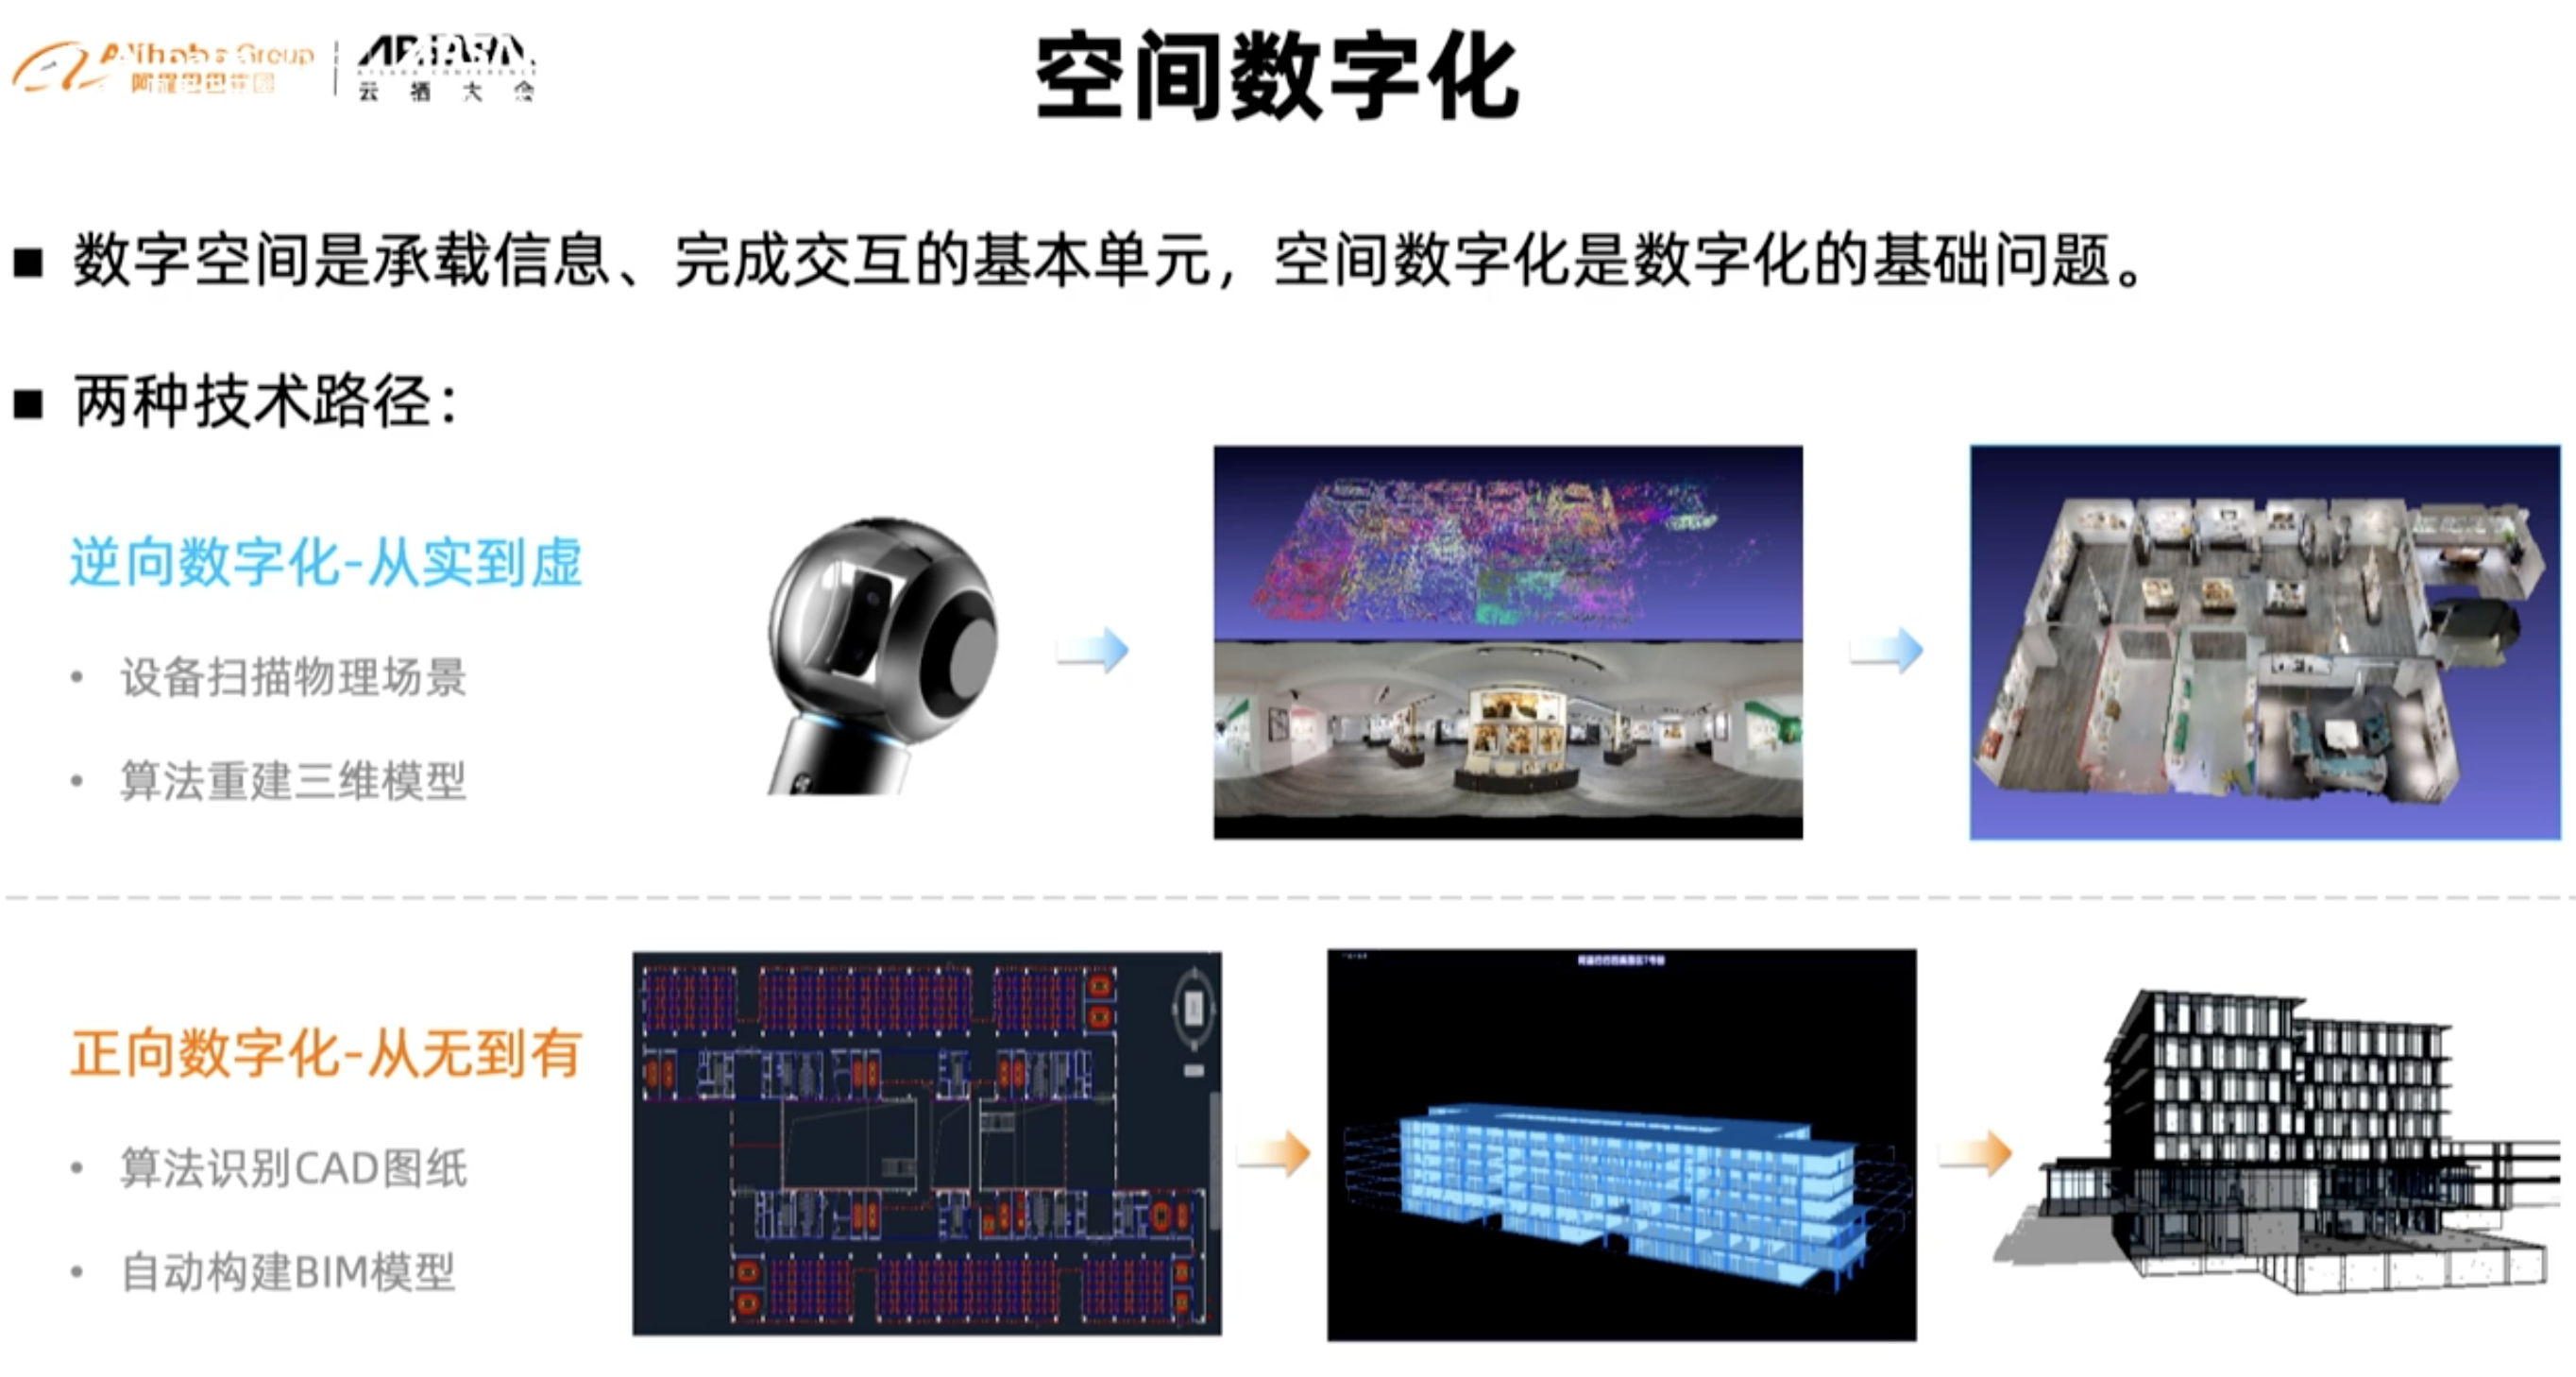 Alibaba Group
阿里巴巴集团
APSARA
APSARA CONFERENCE
云栖大会
空间数字化
■ 数字空间是承载信息、完成交互的基本单元，空间数字化是数字化的基础问题。
■ 两种技术路径：
逆向数字化-从实到虚
• 设备扫描物理场景
• 算法重建三维模型
正向数字化-从无到有
• 算法识别CAD图纸
• 自动构建BIM模型